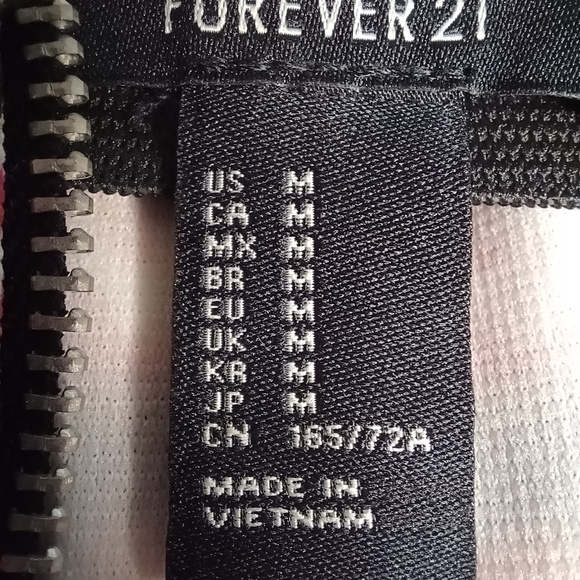 FOREVER 21
US M
CA M
MX M
BR M
EU M
UK M
KR M
JP M
CN 165/72A
MADE IN
VIETNAM